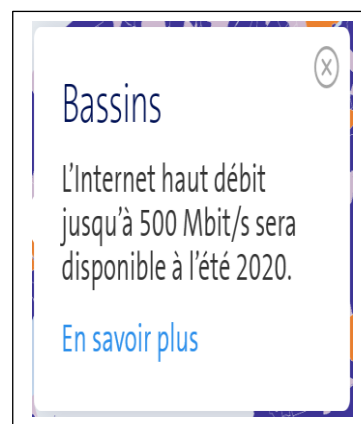 Bassins
L'Internet haut débit
jusqu'à 500 Mbit/s sera
disponible à l'été 2020.
En savoir plus